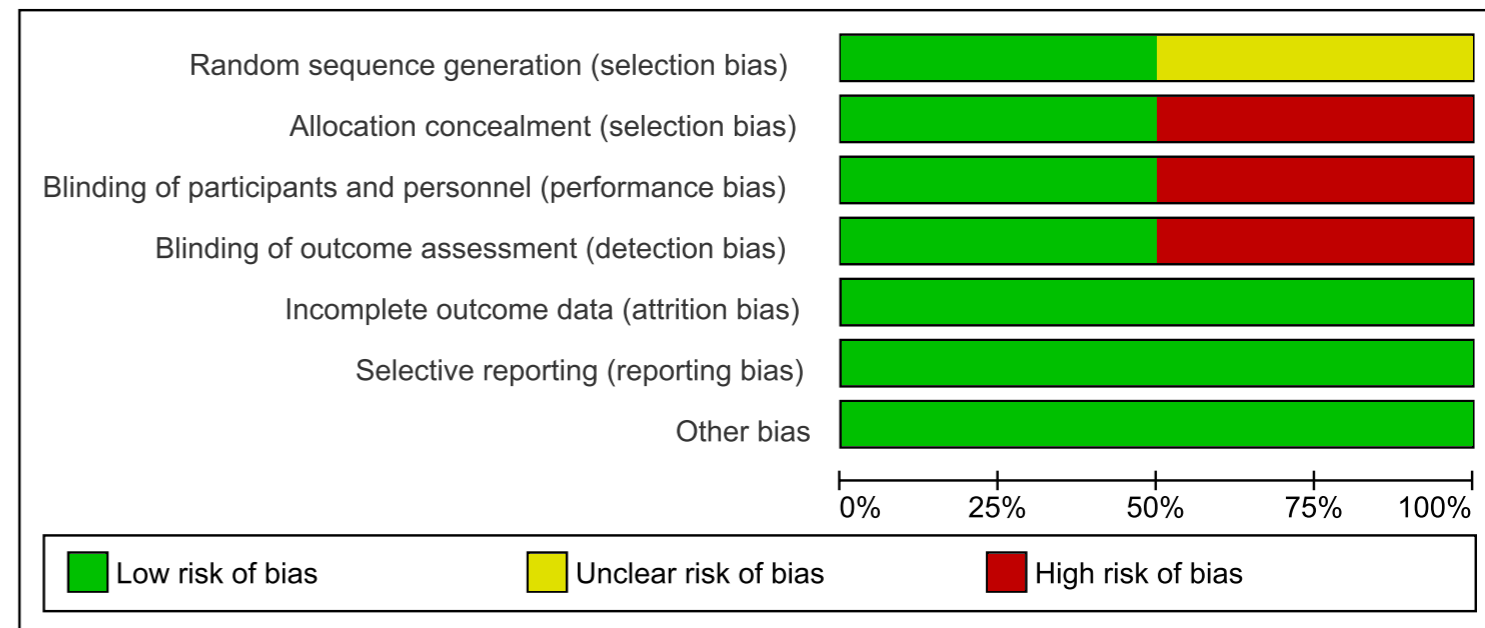 Random sequence generation (selection bias)
Allocation concealment (selection bias)
Blinding of participants and personnel (performance bias)
Blinding of outcome assessment (detection bias)
Incomplete outcome data (attrition bias)
Selective reporting (reporting bias)
Other bias
0% 25% 50% 75% 100%
Low risk of bias Unclear risk of bias High risk of bias